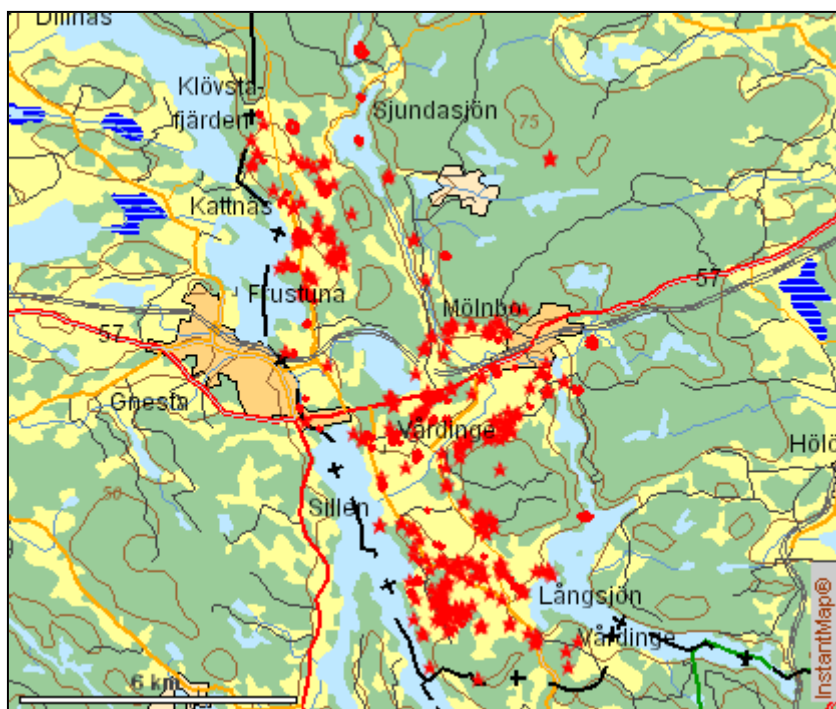 Dillnäs
Klövsta-
fjärden
Sjundasjön
75
Kattnäs
Frustuna
57
Mölnbo
57
Gnesta
Vårdinge
Hölö
50
Sillen
Långsjön
Vårdinge
6 km
InstantMap®